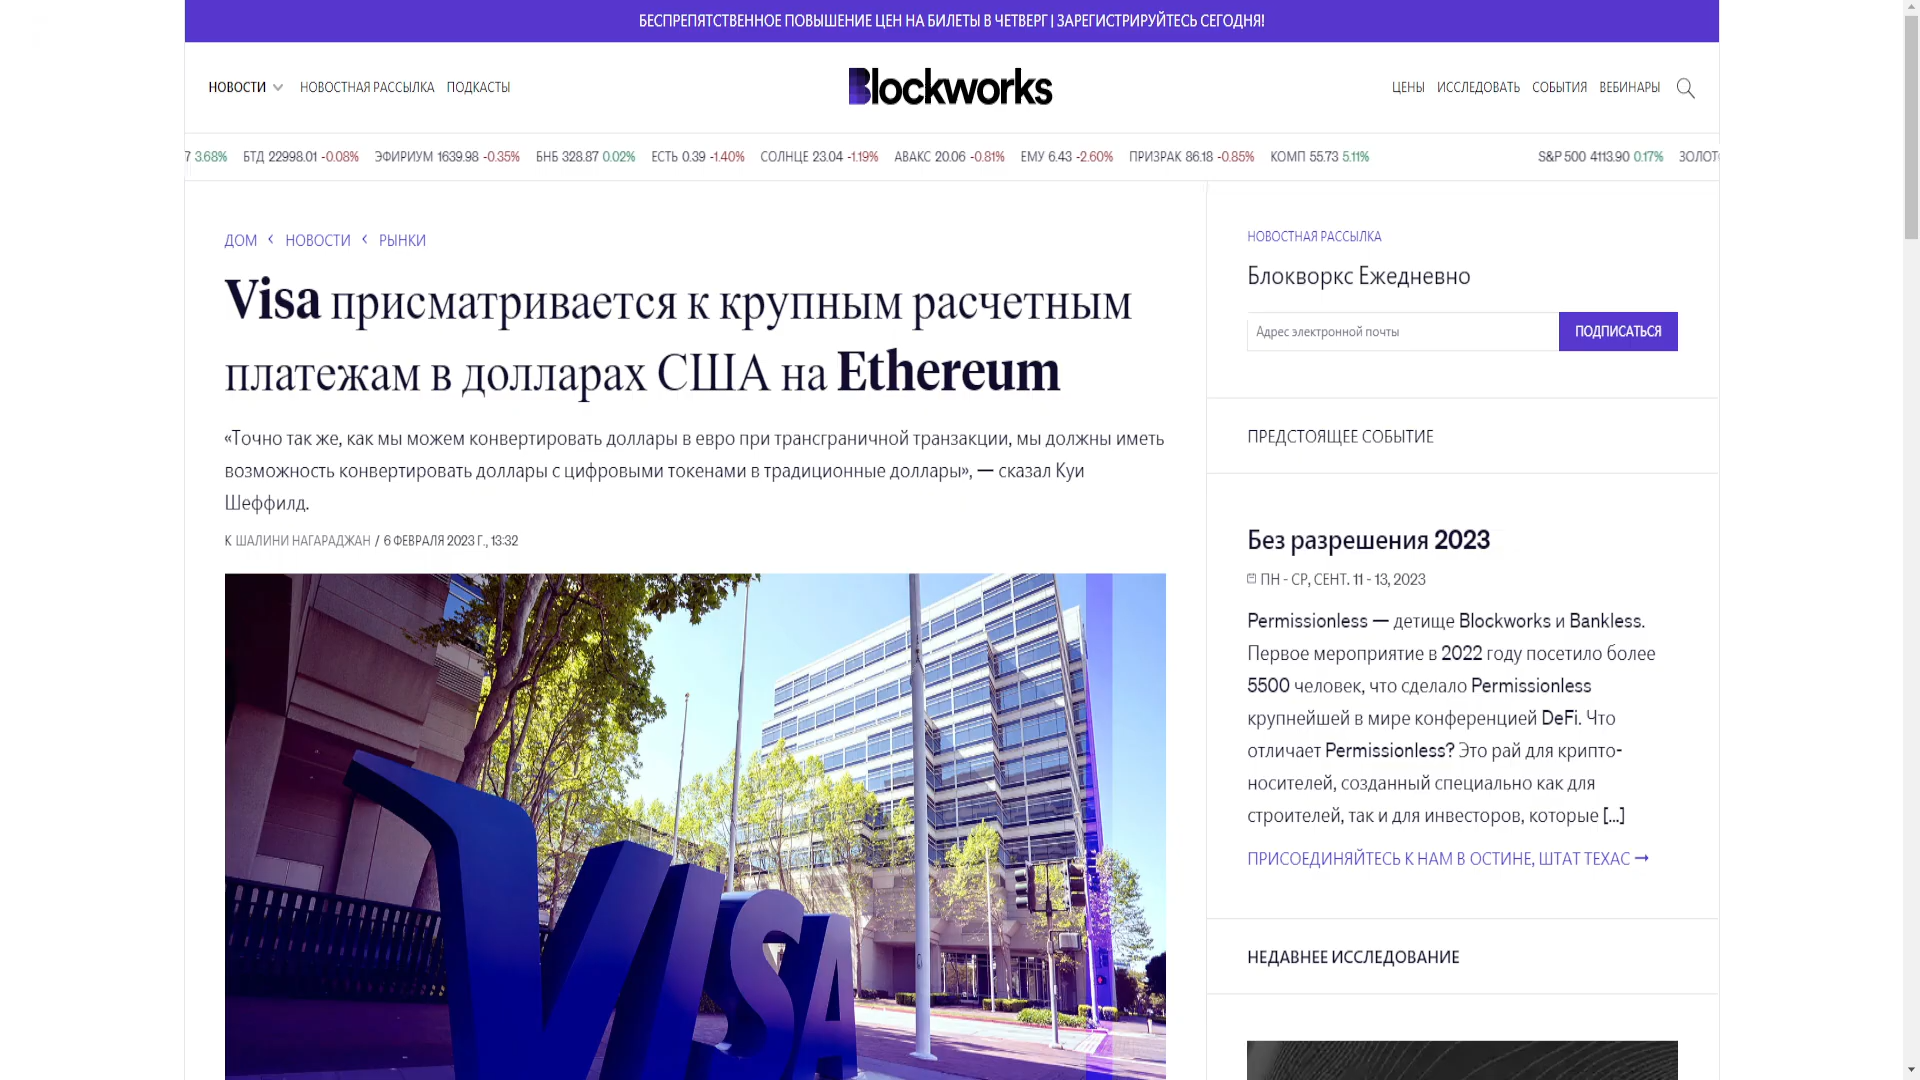 БЕСПРЕПЯТСТВЕННОЕ ПОВЫШЕНИЕ ЦЕН НА БИЛЕТЫ В ЧЕТВЕРГ | ЗАРЕГИСТРИРУЙТЕСЬ СЕГОДНЯ!
НОВОСТИ НОВОСТНАЯ РАССЫЛКА ПОДКАСТЫ
Blockworks
ЦЕНЫ ИССЛЕДОВАТЬ СОБЫТИЯ ВЕБИНАРЫ
7 3.68% БТД 22998.01 -0.08% ЭФИРИУМ 1639.98 -0.35% БНБ 328.87 0.02% ЕСТЬ 0.39 -1.40% СОЛНЦЕ 23.04 -1.19% АВАКС 20.06 -0.81% ЕМУ 6.43 -2.60% ПРИЗРАК 86.18 -0.85% КОМП 55.73 5.11% S&P 500 4113.90 0.17% ЗОЛОТ
ДОМ ‹ НОВОСТИ ‹ РЫНКИ
Visa присматривается к крупным расчетным
платежам в долларах США на Ethereum
«Точно так же, как мы можем конвертировать доллары в евро при трансграничной транзакции, мы должны иметь
возможность конвертировать доллары с цифровыми токенами в традиционные доллары», — сказал Куи
Шеффилд.
К ШАЛИНИ НАГАРАДЖАН / 6 ФЕВРАЛЯ 2023 Г., 13:32
VISA
НОВОСТНАЯ РАССЫЛКА
Блокворкс Ежедневно
Адрес электронной почты
ПОДПИСАТЬСЯ
ПРЕДСТОЯЩЕЕ СОБЫТИЕ
Без разрешения 2023
ПН - СР, СЕНТ. 11 - 13, 2023
Permissionless — детище Blockworks и Bankless.
Первое мероприятие в 2022 году посетило более
5500 человек, что сделало Permissionless
крупнейшей в мире конференцией DeFi. Что
отличает Permissionless? Это рай для крипто-
носителей, созданный специально как для
строителей, так и для инвесторов, которые [...]
ПРИСОЕДИНЯЙТЕСЬ К НАМ В ОСТИНЕ, ШТАТ ТЕХАС →
НЕДАВНЕЕ ИССЛЕДОВАНИЕ